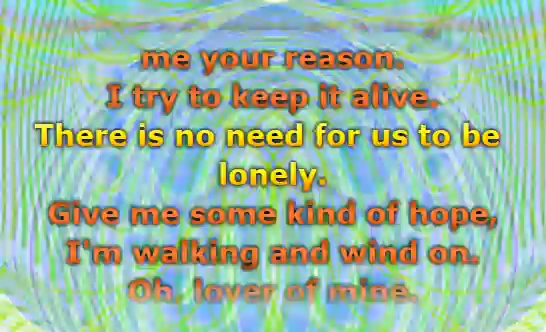 me your reason.
I try to keep it alive.
There is no need for us to be
lonely.
Give me some kind of hope,
I'm walking and wind on.
Oh, lover of mine.